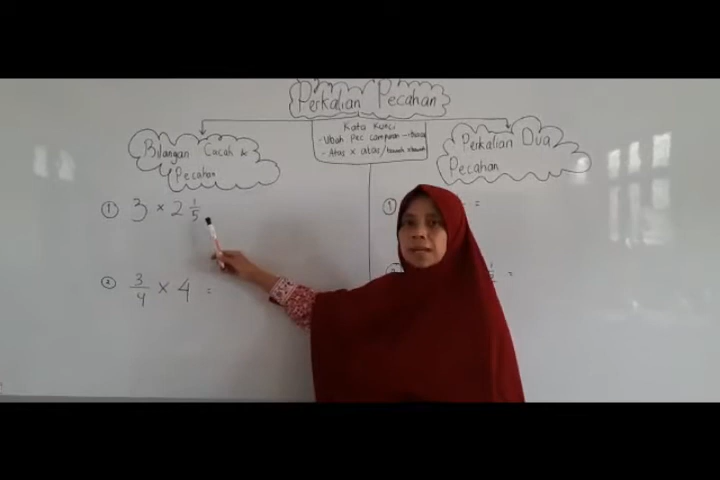 Perkalian Pecahan
Kata Kunci
- Ubah Pec campuran → biasa
- Atas x atas / bawah x bawah
Bilangan Cacah &
Pecahan
Perkalian Dua
Pecahan
① 3 × 2 1/5
② 3/4 × 4 =
① =
=